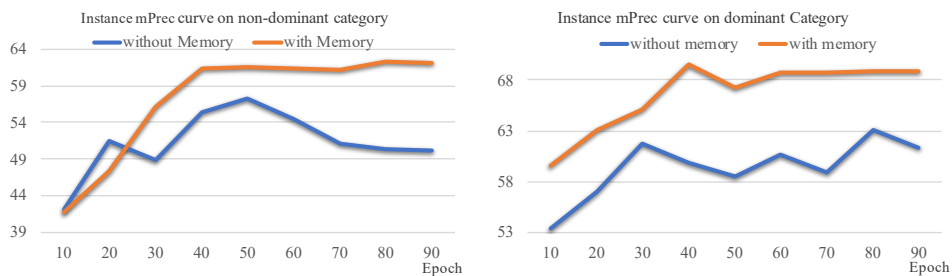 Instance mPrec curve on non-dominant category
without Memory with Memory
64
59
54
49
44
39
10 20 30 40 50 60 70 80 90
Epoch
Instance mPrec curve on dominant Category
without memory with memory
68
63
58
53
10 20 30 40 50 60 70 80 90
Epoch